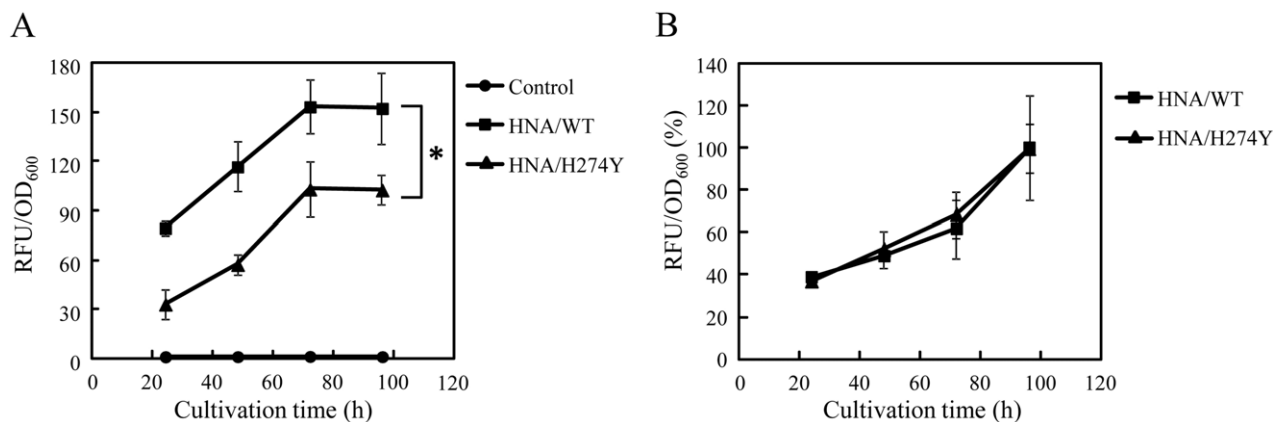 A
RFU/OD600
180
150
120
90
60
30
0
0 20 40 60 80 100 120
Cultivation time (h)
*
Control
HNA/WT
HNA/H274Y
B
RFU/OD600 (%)
140
120
100
80
60
40
20
0
0 20 40 60 80 100 120
Cultivation time (h)
HNA/WT
HNA/H274Y